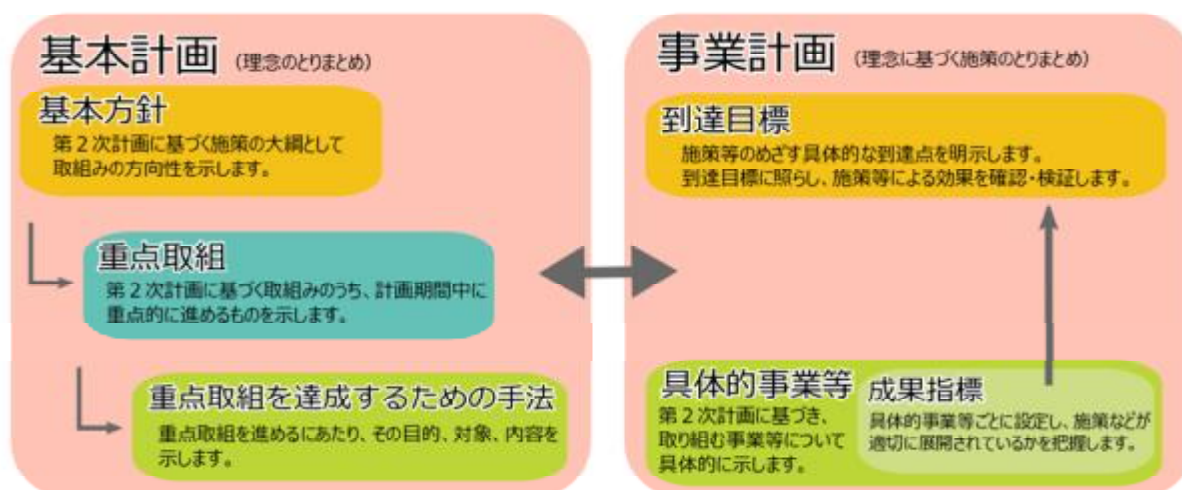 基本計画 (理念のとりまとめ)
基本方針
第2次計画に基づく施策の大綱として
取組みの方向性を示します。
重点取組
第2次計画に基づく取組みのうち、計画期間中に
重点的に進めるものを示します。
重点取組を達成するための手法
重点取組を進めるにあたり、その目的、対象、内容を
示します。
事業計画 (理念に基づく施策のとりまとめ)
到達目標
施策等のめざす具体的な到達点を明示します。
到達目標に照らし、施策等による効果を確認・検証します。
具体的事業等
第2次計画に基づき、
取り組む事業等について
具体的に示します。
成果指標
具体的事業等ごとに設定し、施策などが
適切に展開されているかを把握します。